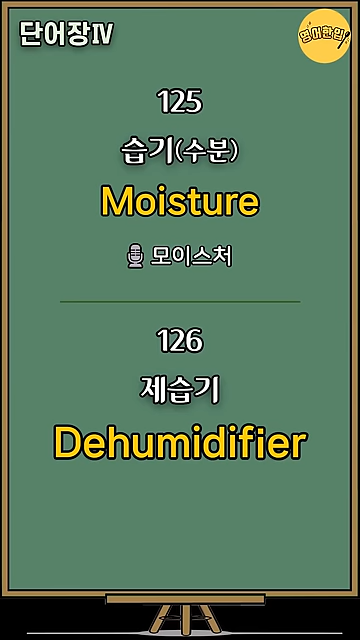 단어장Ⅳ
영어한입
125
습기(수분)
Moisture
모이스처
126
제습기
Dehumidifier